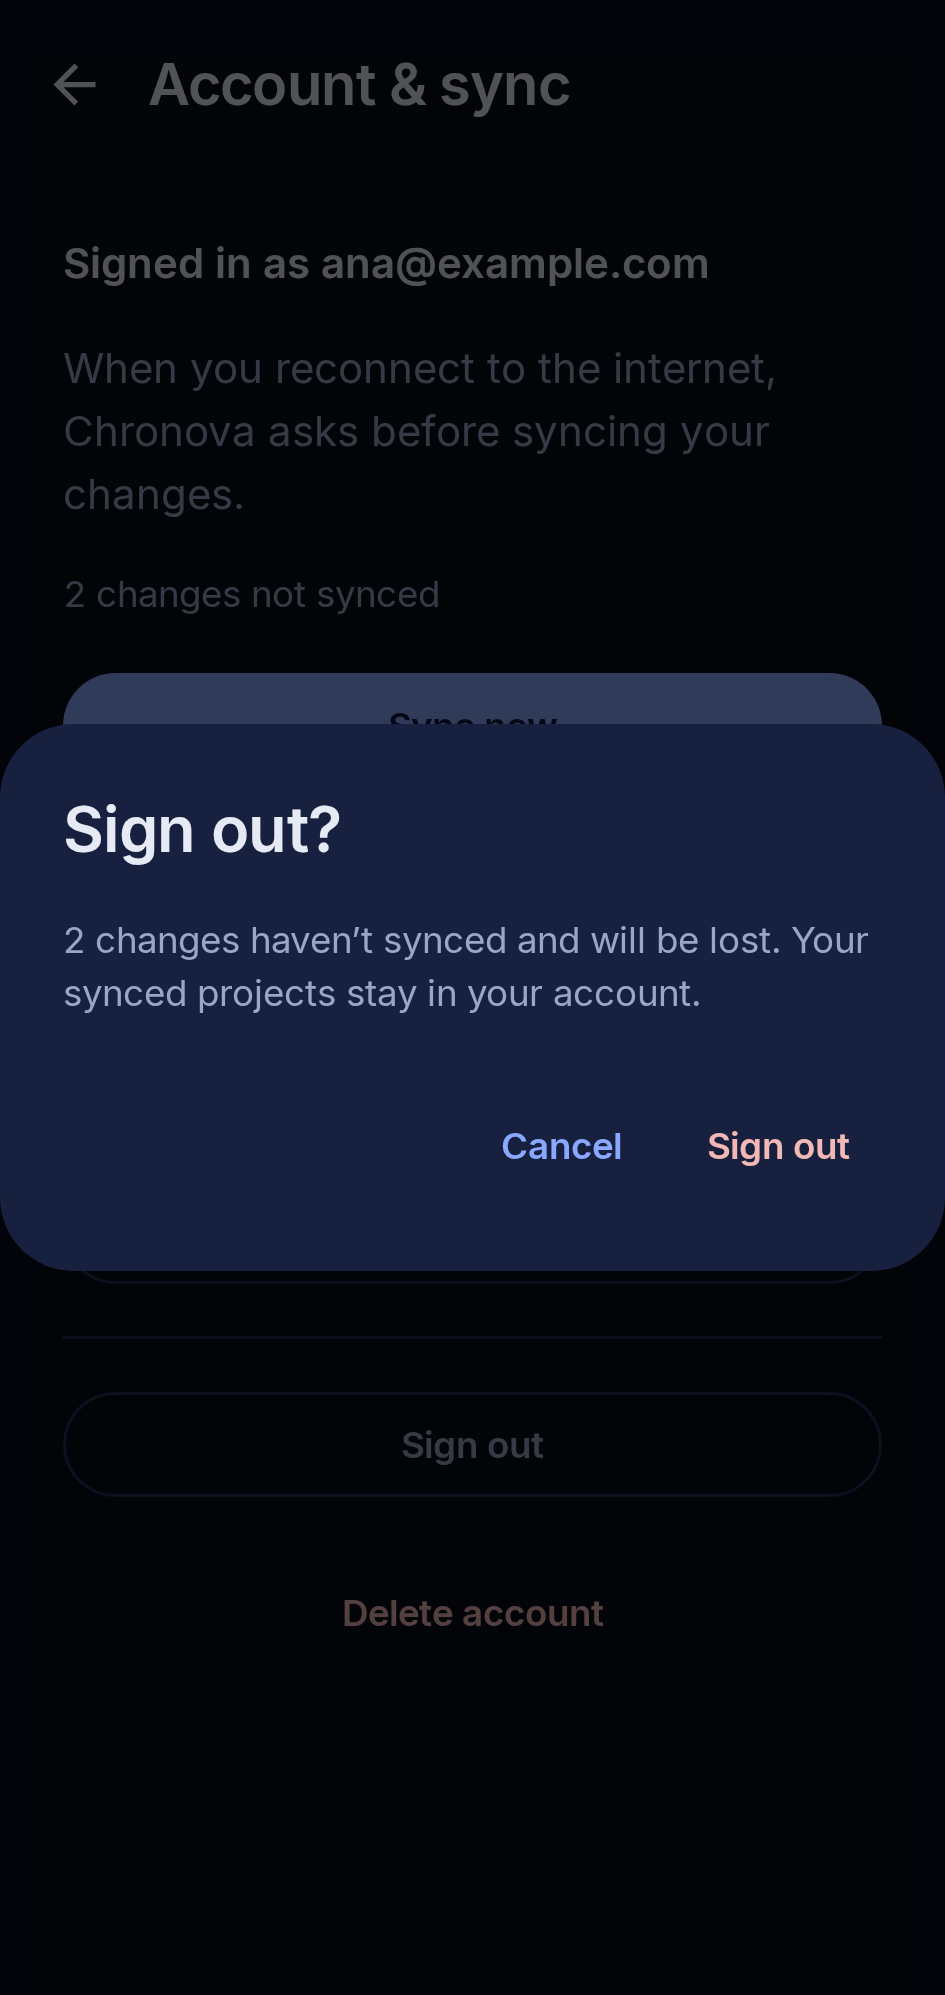 Account & sync
Signed in as ana@example.com
When you reconnect to the internet,
Chronova asks before syncing your
changes.
2 changes not synced
Sync now
Sign out?
2 changes haven’t synced and will be lost. Your
synced projects stay in your account.
Cancel
Sign out
Sign out
Delete account